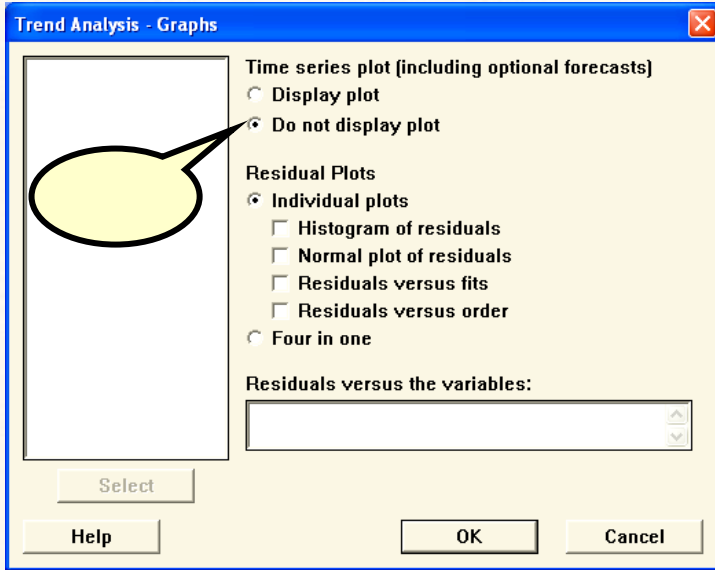 Trend Analysis - Graphs
Time series plot (including optional forecasts)
Display plot
Do not display plot
Residual Plots
Individual plots
Histogram of residuals
Normal plot of residuals
Residuals versus fits
Residuals versus order
Four in one
Residuals versus the variables:
Select
Help
OK
Cancel